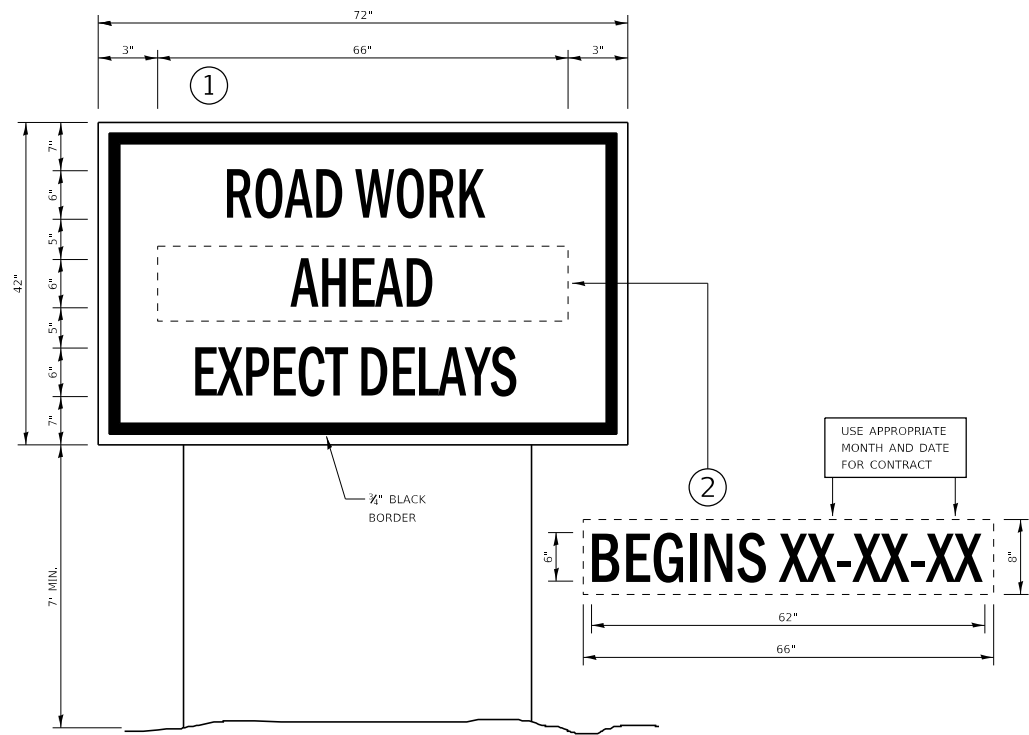 72"
3" 66" 3"
1
7"
6"
5"
6"
5"
6"
7"
42"
ROAD WORK
AHEAD
EXPECT DELAYS
¾" BLACK
BORDER
7' MIN.
2
USE APPROPRIATE
MONTH AND DATE
FOR CONTRACT
6"
BEGINS XX-XX-XX
8"
62"
66"